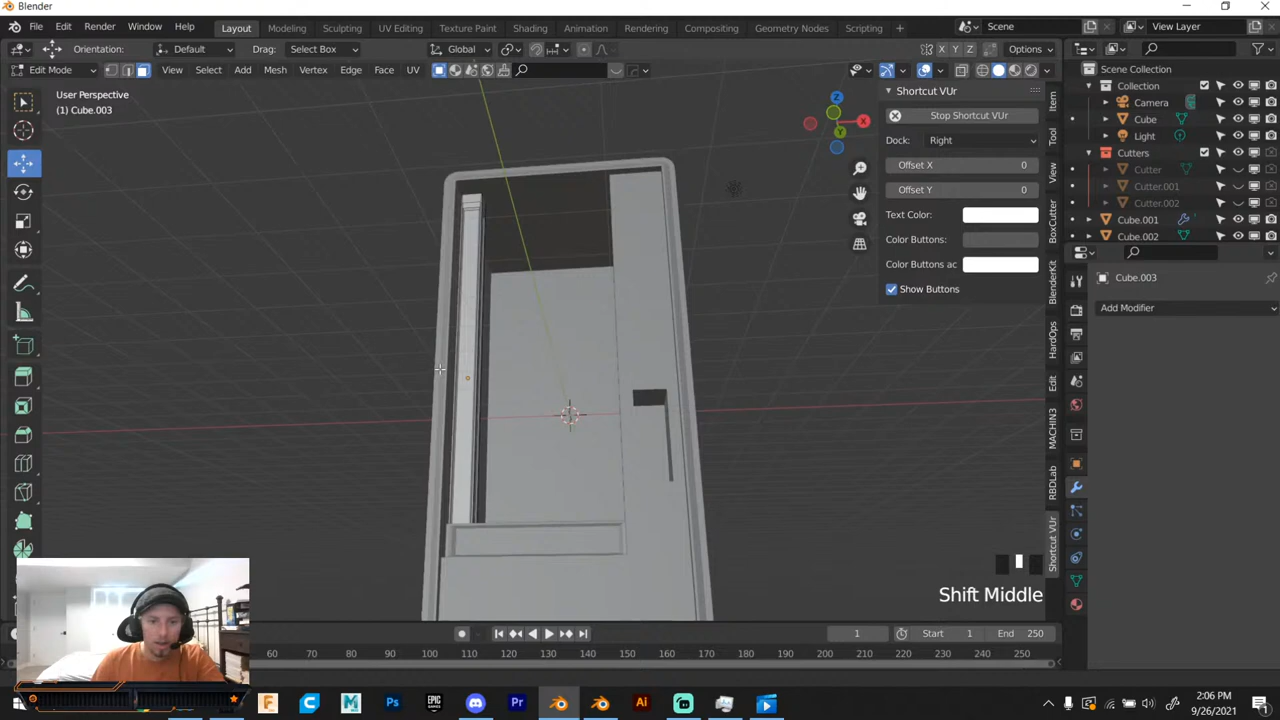 Blender
File Edit Render Window Help Layout Modeling Sculpting UV Editing Texture Paint Shading Animation Rendering Compositing Geometry Nodes Scripting + Scene View Layer
Orientation: Default Drag: Select Box Global X Y Z Options
Edit Mode View Select Add Mesh Vertex Edge Face UV
User Perspective
(1) Cube.003
Z
X
Y
Shortcut VUr
Stop Shortcut VUr
Dock: Right
Offset X 0
Offset Y 0
Text Color:
Color Buttons:
Color Buttons ac
Show Buttons
Item
Tool
View
BoxCutter
BlenderKit
HardOps
Edit
MACHIN3
RBDLab
Shortcut VUr
Scene Collection
Collection
Camera
Cube
Light
Cutters
Cutter
Cutter.001
Cutter.002
Cube.001
Cube.002
Cube.003
Add Modifier
Shift Middle
1 Start 1 End 250
60 70 80 90 100 110 120 130 140 150 160 170 180 190 200 210 220 230 240 250
Ps EPIC GAMES Pr Ai
2:06 PM
9/26/2021